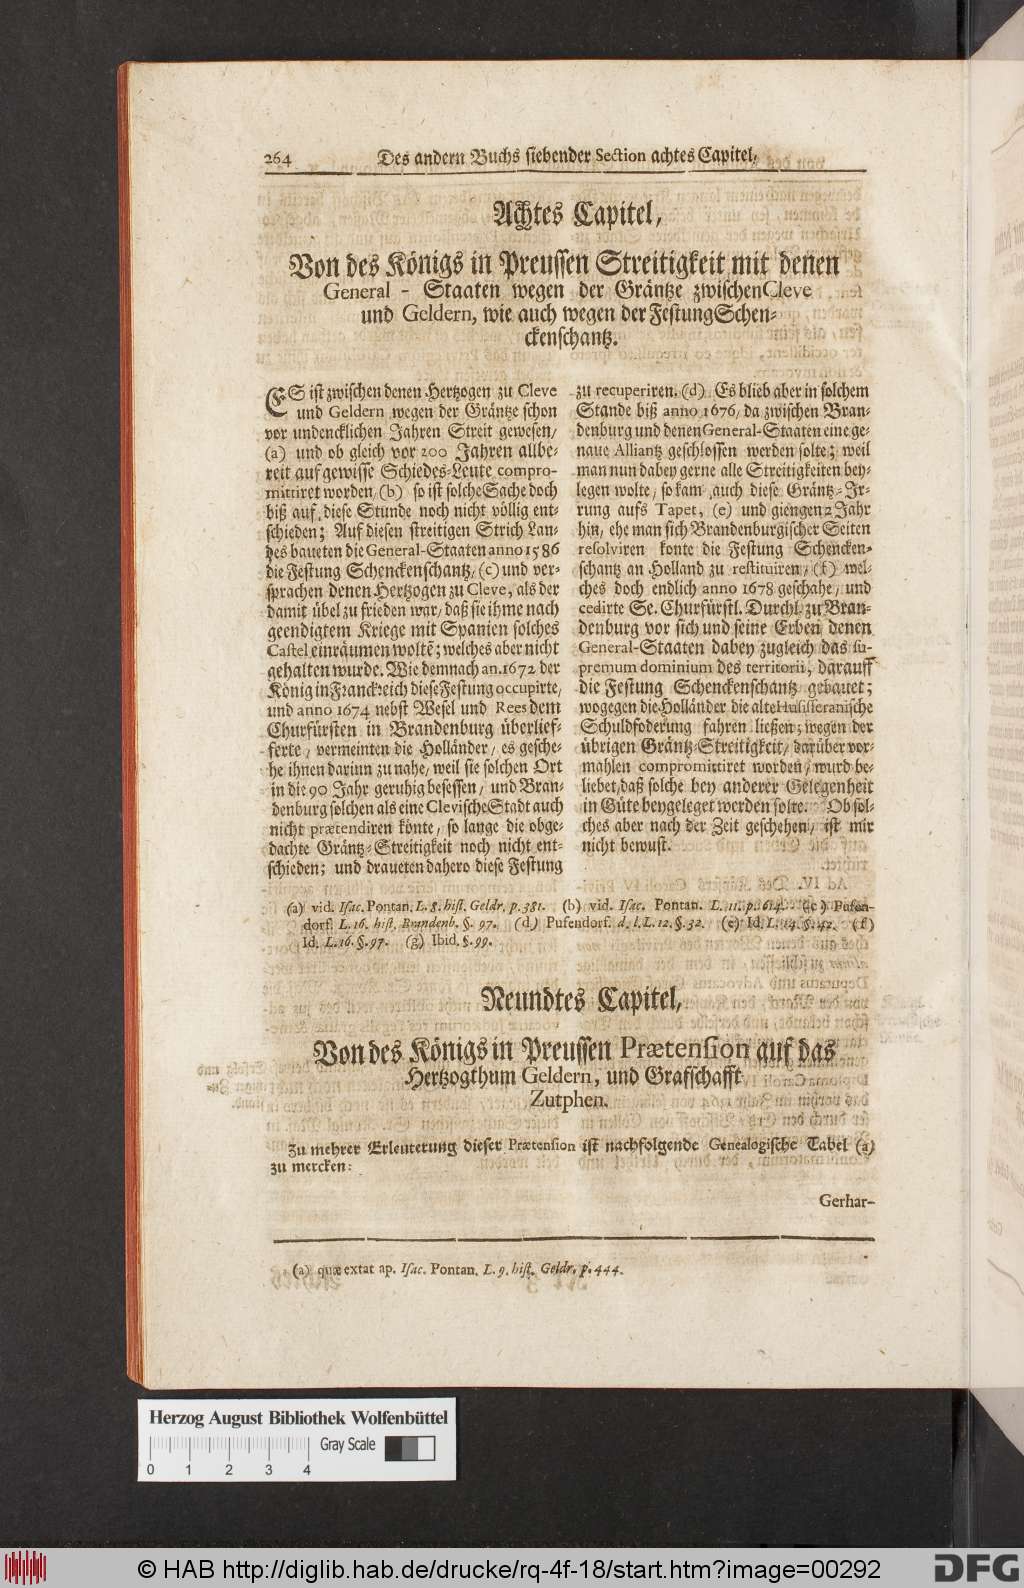 264 Des andern Buchs siebender Section achtes Capitel,
Achtes Capitel,
Von des Königs in Preussen Streitigkeit mit denen
General - Staaten wegen der Gräntze zwischen Cleve
und Geldern, wie auch wegen der Festung Schen-
ckenschantz.
ES ist zwischen denen Hertzogen zu Cleve
und Geldern wegen der Gräntze schon
vor undencklichen Jahren Streit gewesen/
(a) und ob gleich vor 200 Jahren allbe-
reit auf gewisse Schiedes-Leute compro-
mittiret worden/ (b) so ist solche Sache doch
biß auf diese Stunde noch nicht völlig ent-
schieden; Auf diesen streitigen Strich Lan-
des baueten die General-Staaten anno 1586
die Festung Schenckenschantz/ (c) und ver-
sprachen denen Hertzogen zu Cleve, als der
damit übel zu frieden war/ daß sie ihme nach
geendigtem Kriege mit Spanien solches
Castel einräumen woltē; welches aber nicht
gehalten wurde. Wie demnach an. 1672 der
König in Franckreich diese Festung occupirte,
und anno 1674 nebst Wesel und Rees dem
Churfürsten in Brandenburg überlief-
ferte/ vermeinten die Holländer/ es gesche-
he ihnen darinn zu nahe/ weil sie solchen Ort
in die 90 Jahr geruhig besessen/ und Bran-
denburg solchen als eine Clevische Stadt auch
nicht prætendiren könte/ so lange die obge-
dachte Gräntz-Streitigkeit noch nicht ent-
schieden; und draueten dahero diese Festung
zu recuperiren. (d) Es blieb aber in solchem
Stande biß anno 1676/ da zwischen Bran-
denburg und denen General-Staaten eine ge-
naue Alliantz geschlossen werden solte; weil
man nun dabey gerne alle Streitigkeiten bey-
legen wolte/ so kam auch diese Gräntz-Ir-
rung aufs Tapet, (e) und giengen 2 Jahr
hin/ ehe man sich Brandenburgischer Seiten
resolviren konte die Festung Schencken-
schantz an Holland zu restituiren/ (f) wel-
ches doch endlich anno 1678 geschahe/ und
cedirte Se. Churfürstl. Durchl. zu Bran-
denburg vor sich und seine Erben denen
General-Staaten dabey zugleich das su-
premum dominium des territorii, darauff
die Festung Schenckenschantz gebauet;
wogegen die Holländer die alte Huififeranische
Schuldfoderung fahren ließen; wegen der
übrigen Gräntz-Streitigkeit/ darüber vor-
mahlen compromittiret worden/ wurd be-
liebet/ daß solche bey anderer Gelegenheit
in Güte beygeleget werden solte. Ob sol-
ches aber nach der Zeit geschehen/ ist mir
nicht bewust.
(a) vid. Isac. Pontan. L. 8. hist. Geldr. p. 381. (b) vid. Isac. Pontan. L. 11. p. 614. (c) Pufen-
dorf. L. 16. hist. Brandenb. §. 97. (d) Pufendorf. d. l. L. 12. §. 32. (e) Id. L. 14. §. 42. (f)
Id. L. 16. §. 97. (g) Ibid. §. 99.
Neundtes Capitel,
Von des Königs in Preussen Prætension auf das
Hertzogthum Geldern, und Grafschafft
Zutphen.
Zu mehrer Erleuterung dieser Prætension ist nachfolgende Genealogische Tabel (a)
zu mercken:
Gerhar-
(a) quæ extat ap. Isac. Pontan. L. 9. hist. Geldr. p. 444.
Herzog August Bibliothek Wolfenbüttel
Gray Scale
0 1 2 3 4
© HAB http://diglib.hab.de/drucke/rq-4f-18/start.htm?image=00292
DFG